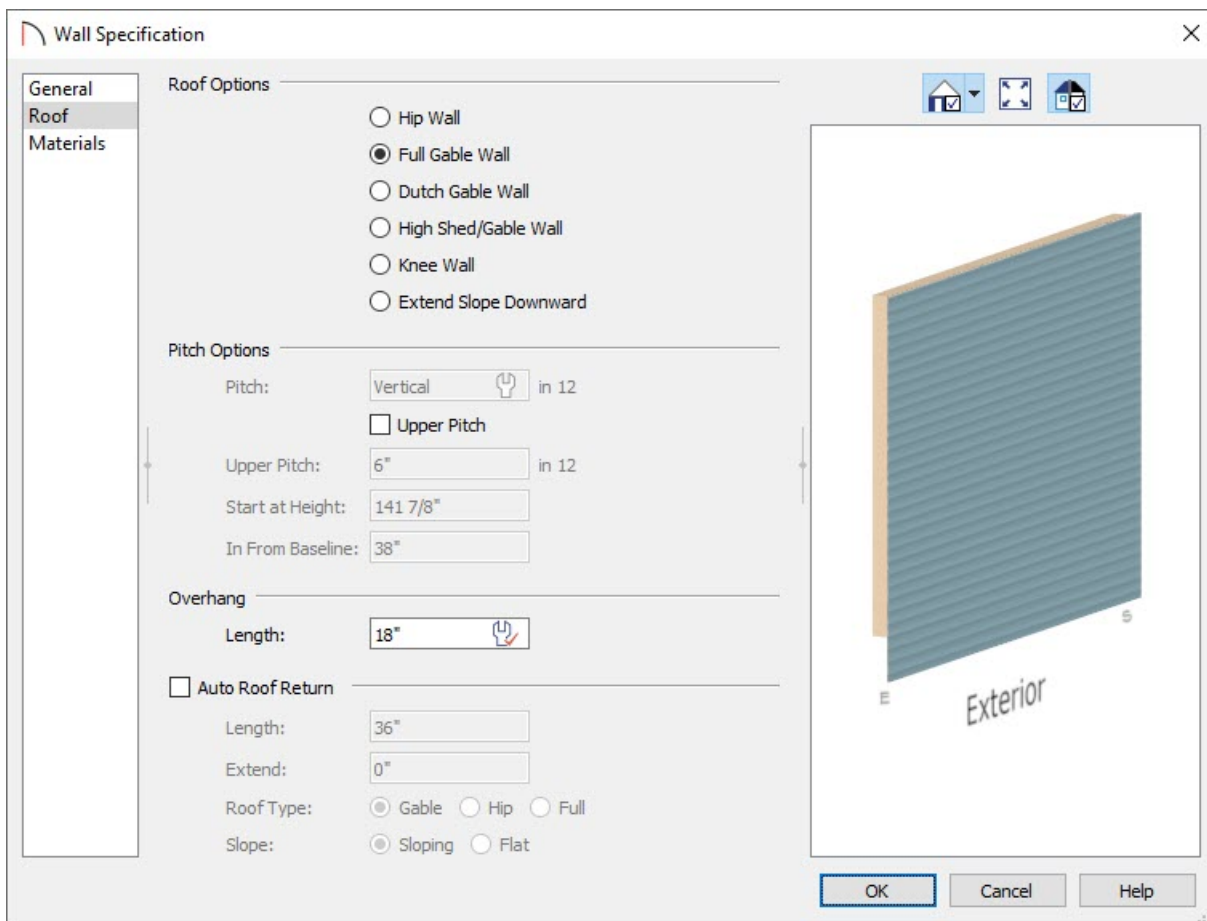 Wall Specification
General
Roof
Materials
Roof Options
Hip Wall
Full Gable Wall
Dutch Gable Wall
High Shed/Gable Wall
Knee Wall
Extend Slope Downward
Pitch Options
Pitch: Vertical in 12
Upper Pitch
Upper Pitch: 6" in 12
Start at Height: 141 7/8"
In From Baseline: 38"
Overhang
Length: 18"
Auto Roof Return
Length: 36"
Extend: 0"
Roof Type: Gable Hip Full
Slope: Sloping Flat
S
E
Exterior
OK Cancel Help